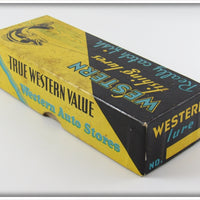 WESTERN
fishing lures
Really catch fish!
TRUE WESTERN VALUE
Western Auto Stores
WESTERN
lure
NO.